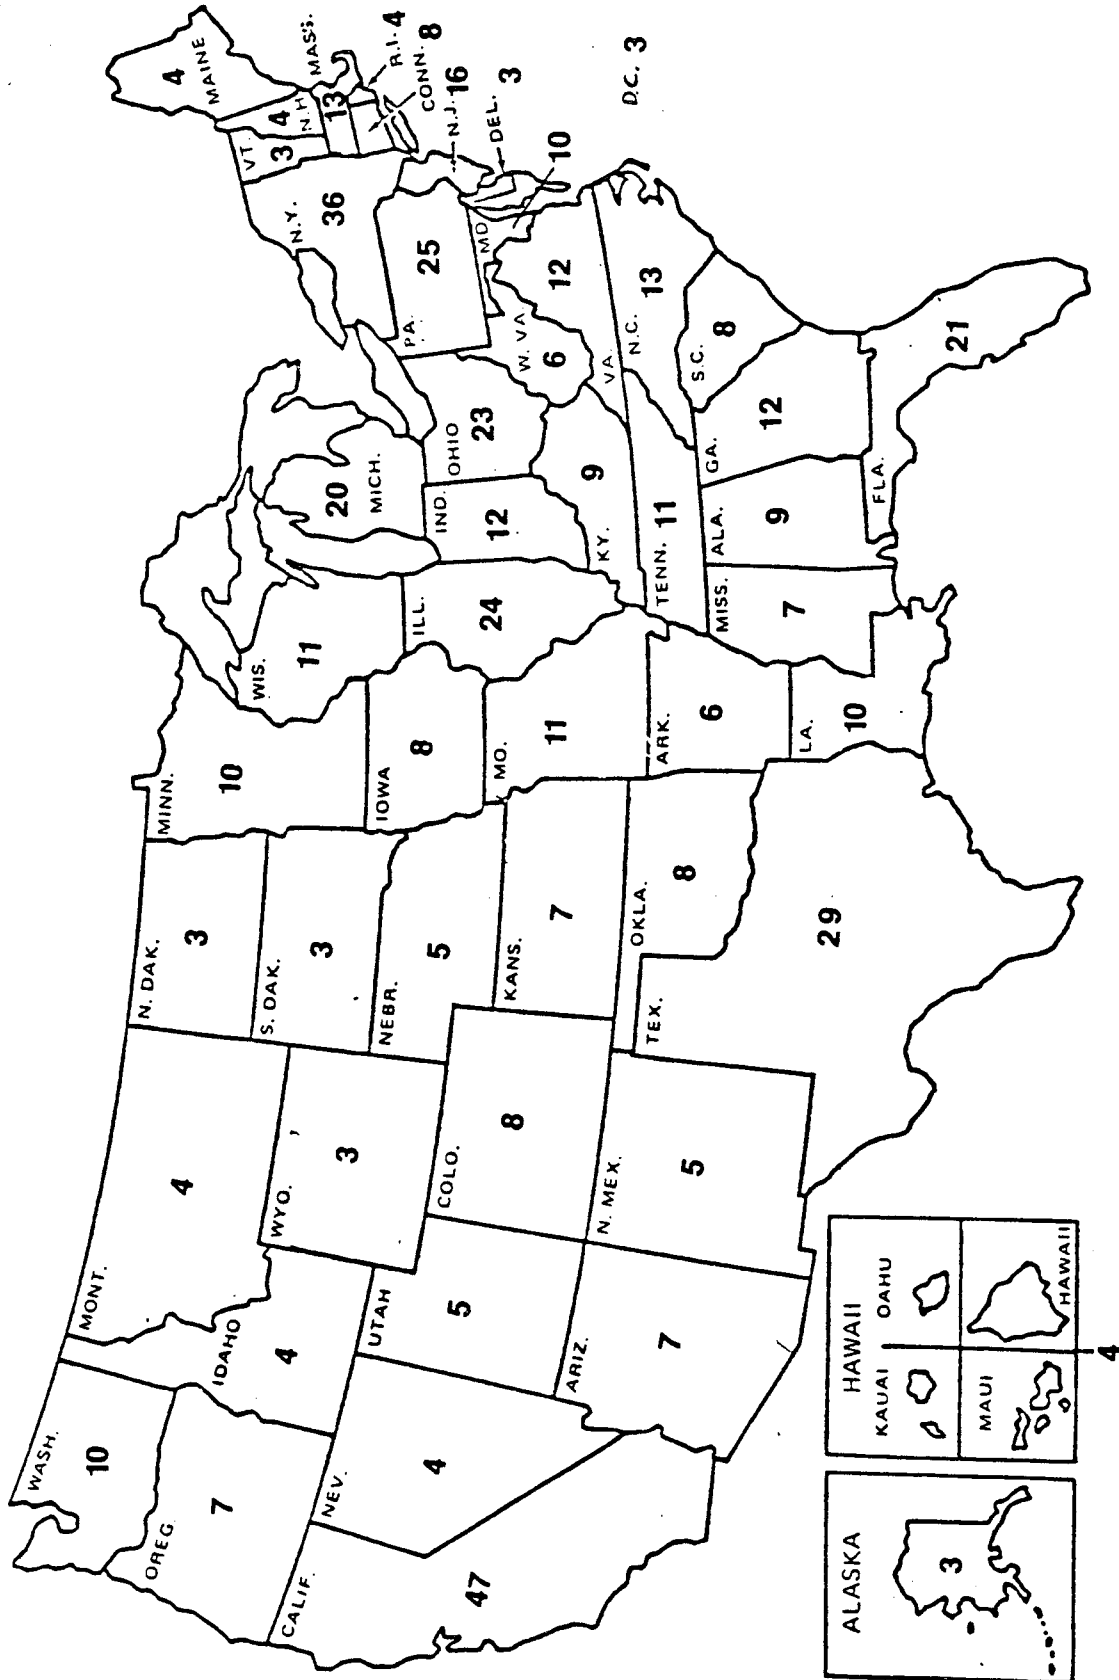 WASH.
10
OREG.
7
CALIF.
47
NEV.
4
IDAHO
4
MONT.
4
WYO.
3
UTAH
5
ARIZ.
7
COLO.
8
N. MEX.
5
N. DAK.
3
S. DAK.
3
NEBR.
5
KANS.
7
OKLA.
8
TEX.
29
MINN.
10
IOWA
8
MO.
11
ARK.
6
LA.
10
WIS.
11
ILL.
24
MICH.
20
IND.
12
OHIO
23
KY.
9
TENN.
11
MISS.
7
ALA.
9
GA.
12
FLA.
21
S.C.
8
N.C.
13
VA.
12
W. VA.
6
MD.
10
D.C. 3
DEL.
3
N.J. 16
PA.
25
N.Y.
36
CONN.
8
R.I. 4
MASS.
13
VT.
3
N.H.
4
MAINE
4
ALASKA
3
HAWAII
KAUAI
OAHU
MAUI
HAWAII
4